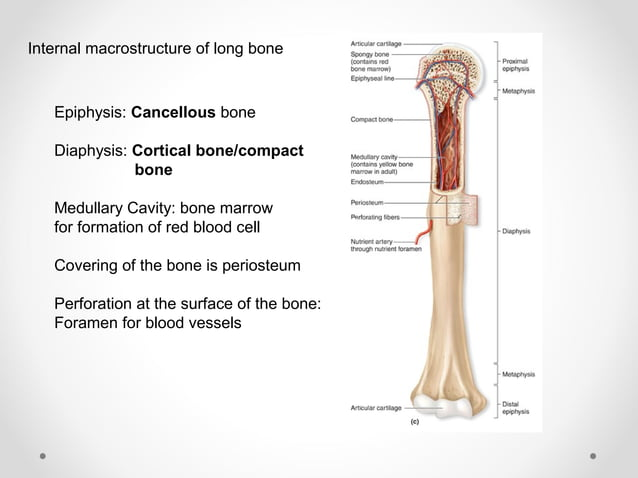 Internal macrostructure of long bone
Epiphysis: Cancellous bone
Diaphysis: Cortical bone/compact
bone
Medullary Cavity: bone marrow
for formation of red blood cell
Covering of the bone is periosteum
Perforation at the surface of the bone:
Foramen for blood vessels
Articular cartilage
Spongy bone
(contains red
bone marrow)
Epiphyseal line
Compact bone
Medullary cavity
(contains yellow bone
marrow in adult)
Endosteum
Periosteum
Perforating fibers
Nutrient artery
through nutrient foramen
Articular cartilage
Proximal
epiphysis
Metaphysis
Diaphysis
Metaphysis
Distal
epiphysis
(c)